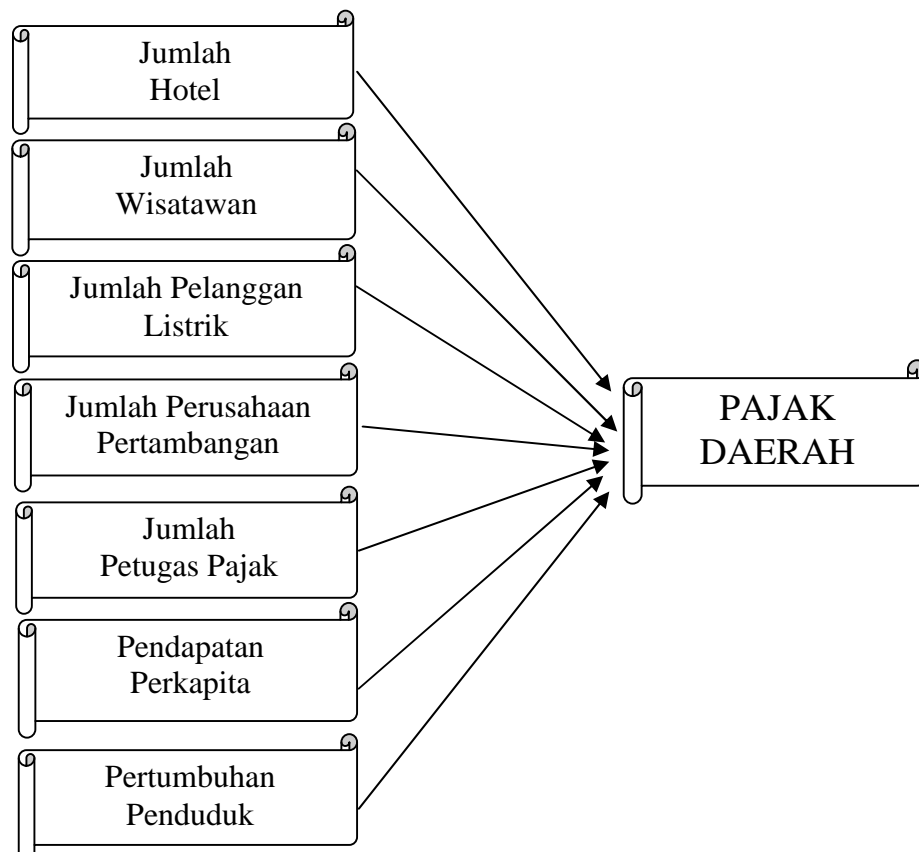 Jumlah
Hotel
Jumlah
Wisatawan
Jumlah Pelanggan
Listrik
Jumlah Perusahaan
Pertambangan
Jumlah
Petugas Pajak
Pendapatan
Perkapita
Pertumbuhan
Penduduk
PAJAK
DAERAH